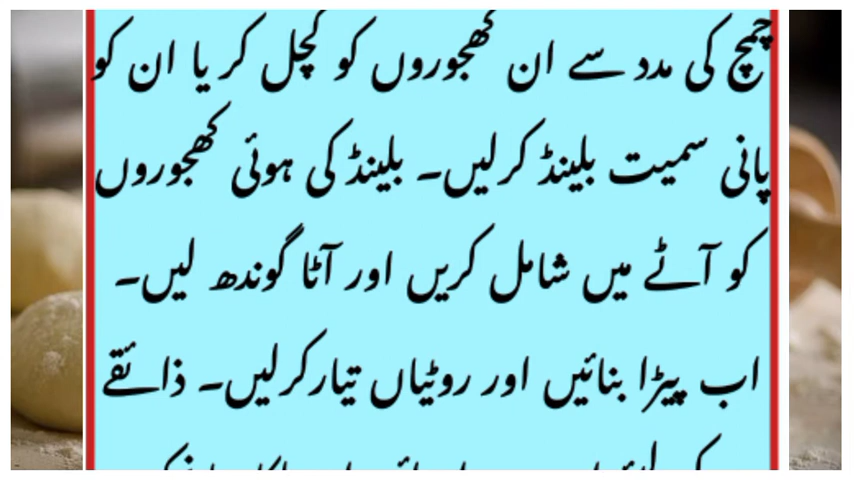 چمچ کی مدد سے ان کھجوروں کو کچل کر یا ان کو
پانی سمیت بلینڈ کرلیں۔ بلینڈ کی ہوئی کھجوروں
کو آٹے میں شامل کریں اور آٹا گوندھ لیں۔
اب پیڑا بنائیں اور روٹیاں تیار کرلیں۔ ذائقے